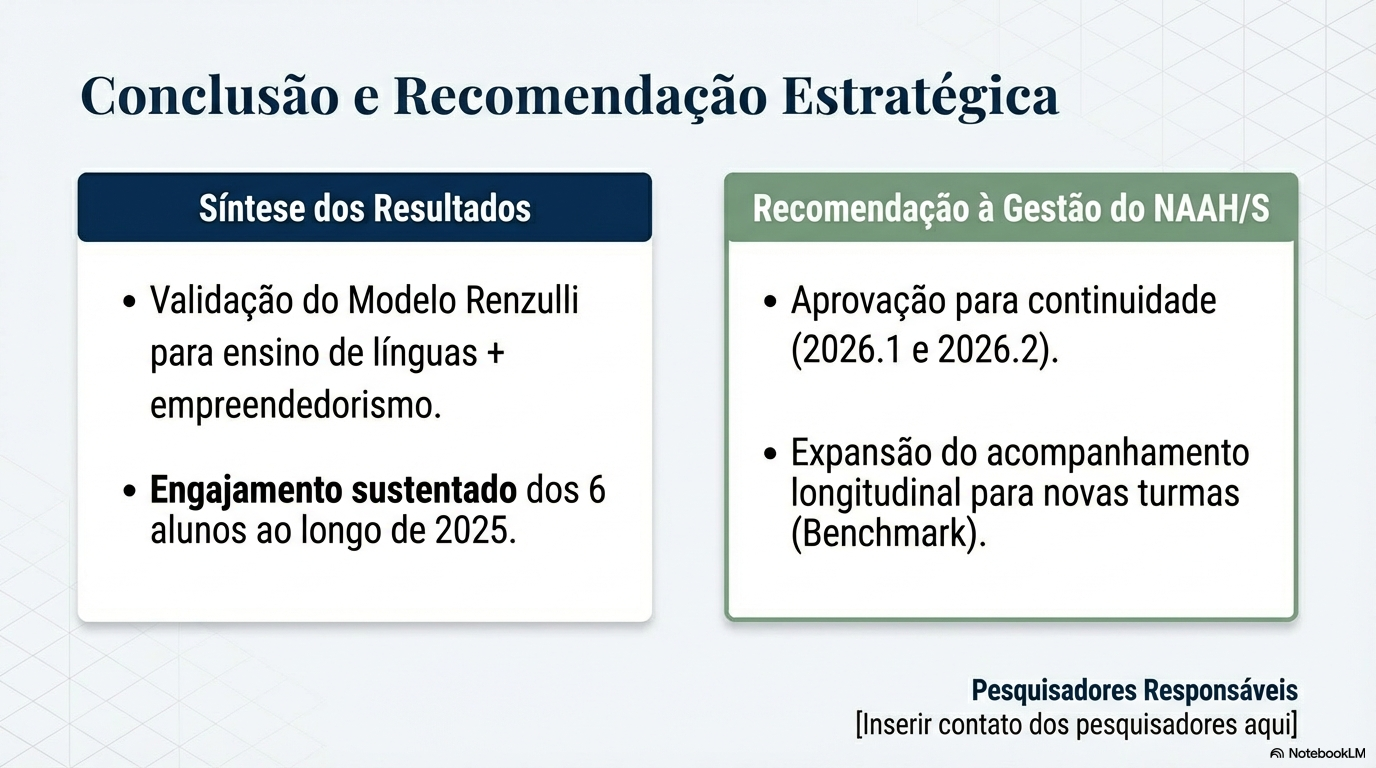 Conclusão e Recomendação Estratégica
Síntese dos Resultados
• Validação do Modelo Renzulli
para ensino de línguas +
empreendedorismo.
• Engajamento sustentado dos 6
alunos ao longo de 2025.
Recomendação à Gestão do NAAH/S
• Aprovação para continuidade
(2026.1 e 2026.2).
• Expansão do acompanhamento
longitudinal para novas turmas
(Benchmark).
Pesquisadores Responsáveis
[Inserir contato dos pesquisadores aqui]
NotebookLM